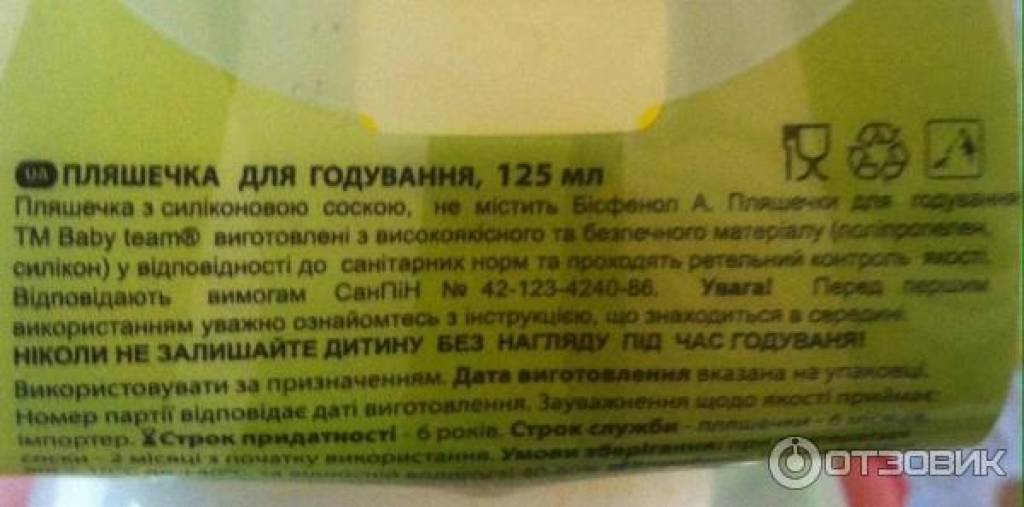 UA ПЛЯШЕЧКА ДЛЯ ГОДУВАННЯ, 125 МЛ
Пляшечка з силіконовою соскою, не містить Бісфенол А. Пляшечки для годування
ТМ Baby team® виготовлені з високоякісного та безпечного матеріалу (поліпропелен,
силікон) у відповідності до санітарних норм та проходять ретельний контроль якості.
Відповідають вимогам СанПіН № 42-123-4240-86. Увага! Перед першим
використанням уважно ознайомтесь з інструкцією, що знаходиться в середині.
НІКОЛИ НЕ ЗАЛИШАЙТЕ ДИТИНУ БЕЗ НАГЛЯДУ ПІД ЧАС ГОДУВАНЯ!
Використовувати за призначенням. Дата виготовлення вказана на упаковці.
Номер партії відповідає даті виготовлення. Зауваження щодо якості приймає:
імпортер. Строк придатності - 6 років. Строк служби - пляшечки - 6 місяців,
соски - 2 місяці з початку використання. Умови зберігання: при
ОТЗОВИК